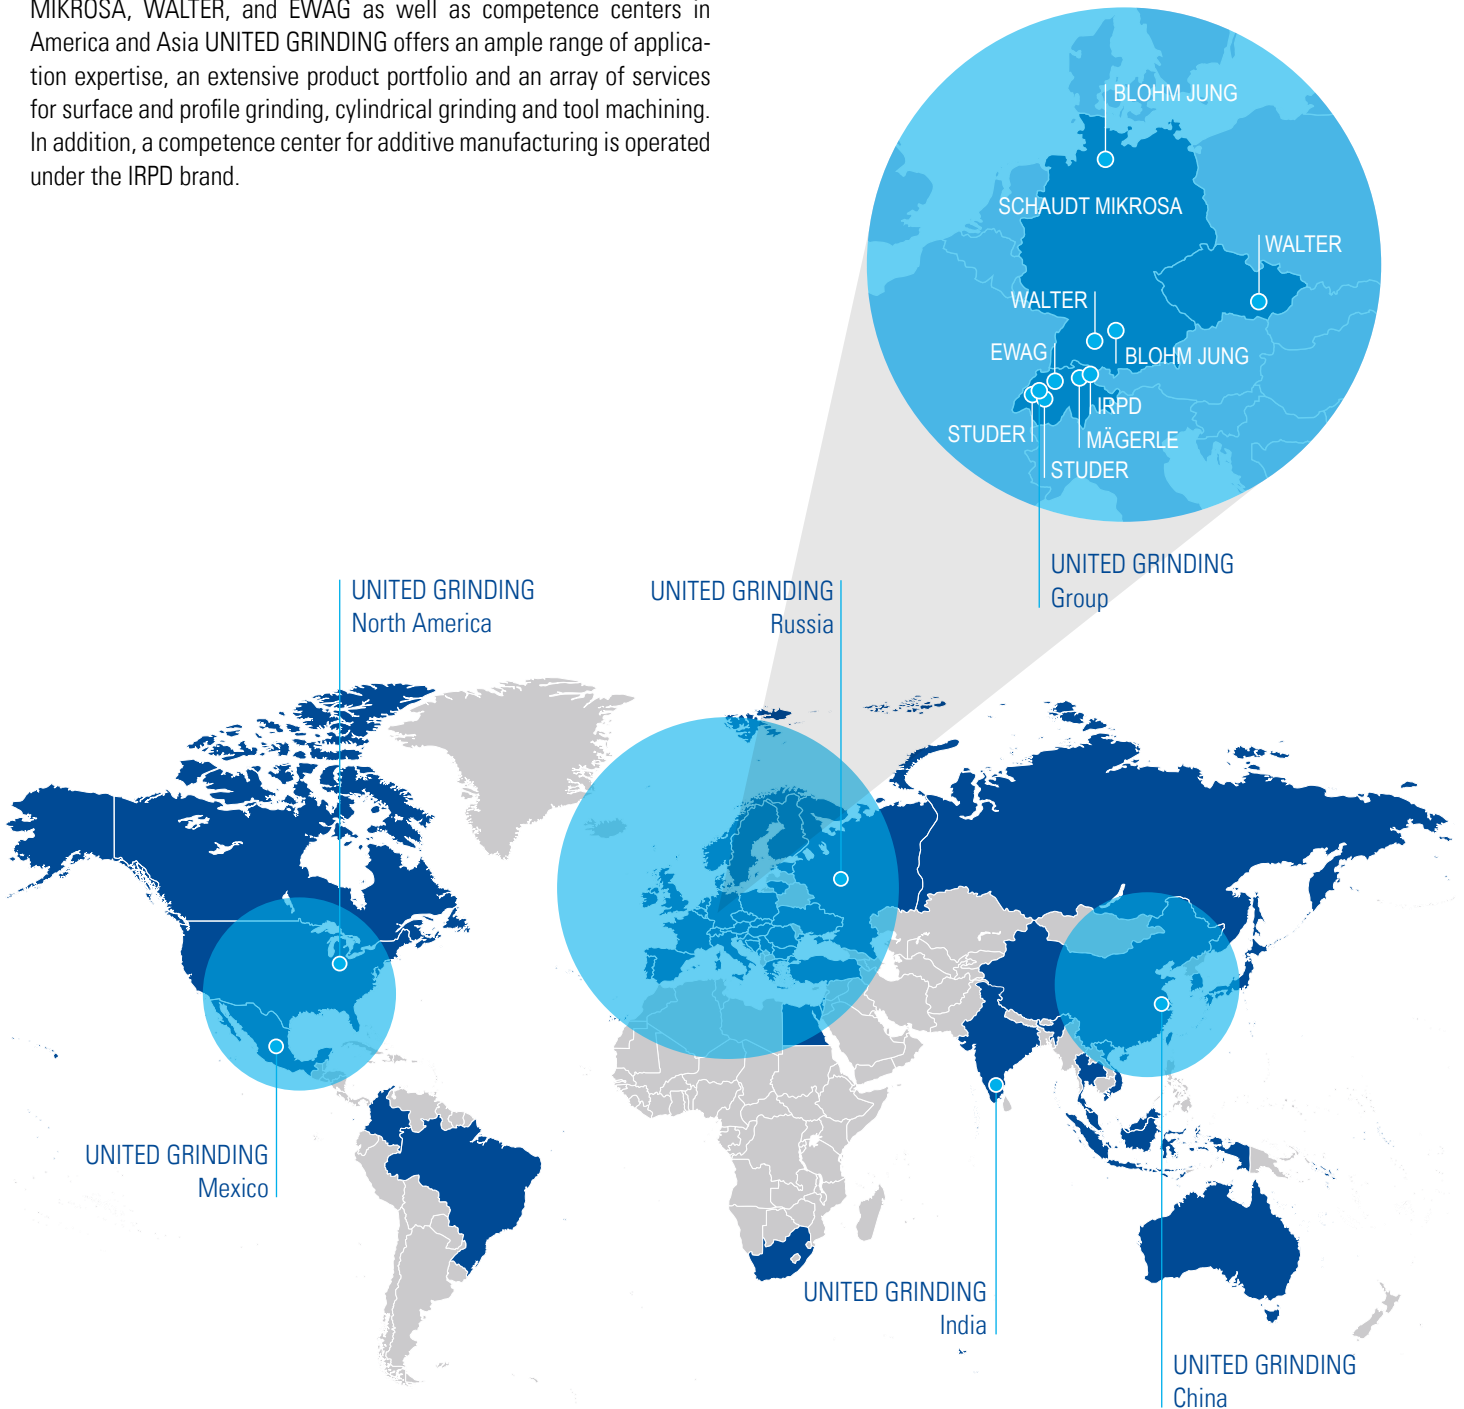 MIKROSA, WALTER, and EWAG as well as competence centers in
America and Asia UNITED GRINDING offers an ample range of applica-
tion expertise, an extensive product portfolio and an array of services
for surface and profile grinding, cylindrical grinding and tool machining.
In addition, a competence center for additive manufacturing is operated
under the IRPD brand.
BLOHM JUNG
SCHAUDT MIKROSA
WALTER
WALTER
EWAG
BLOHM JUNG
IRPD
STUDER
MÄGERLE
STUDER
UNITED GRINDING
Group
UNITED GRINDING
North America
UNITED GRINDING
Russia
UNITED GRINDING
Mexico
UNITED GRINDING
India
UNITED GRINDING
China